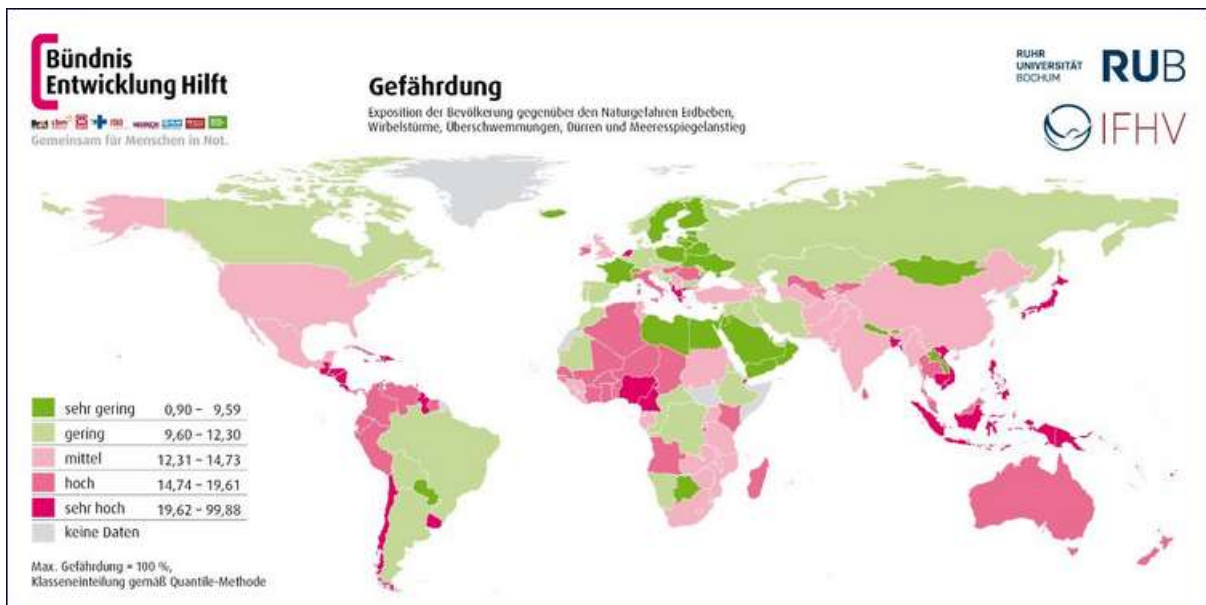 Bündnis
Entwicklung Hilft
Gemeinsam für Menschen in Not.
Gefährdung
Exposition der Bevölkerung gegenüber den Naturgefahren Erdbeben,
Wirbelstürme, Überschwemmungen, Dürren und Meeresspiegelanstieg
RUHR
UNIVERSITÄT
BOCHUM
RUB
IFHV
sehr gering 0,90 – 9,59
gering 9,60 – 12,30
mittel 12,31 – 14,73
hoch 14,74 – 19,61
sehr hoch 19,62 – 99,88
keine Daten
Max. Gefährdung = 100 %,
Klasseneinteilung gemäß Quantile-Methode